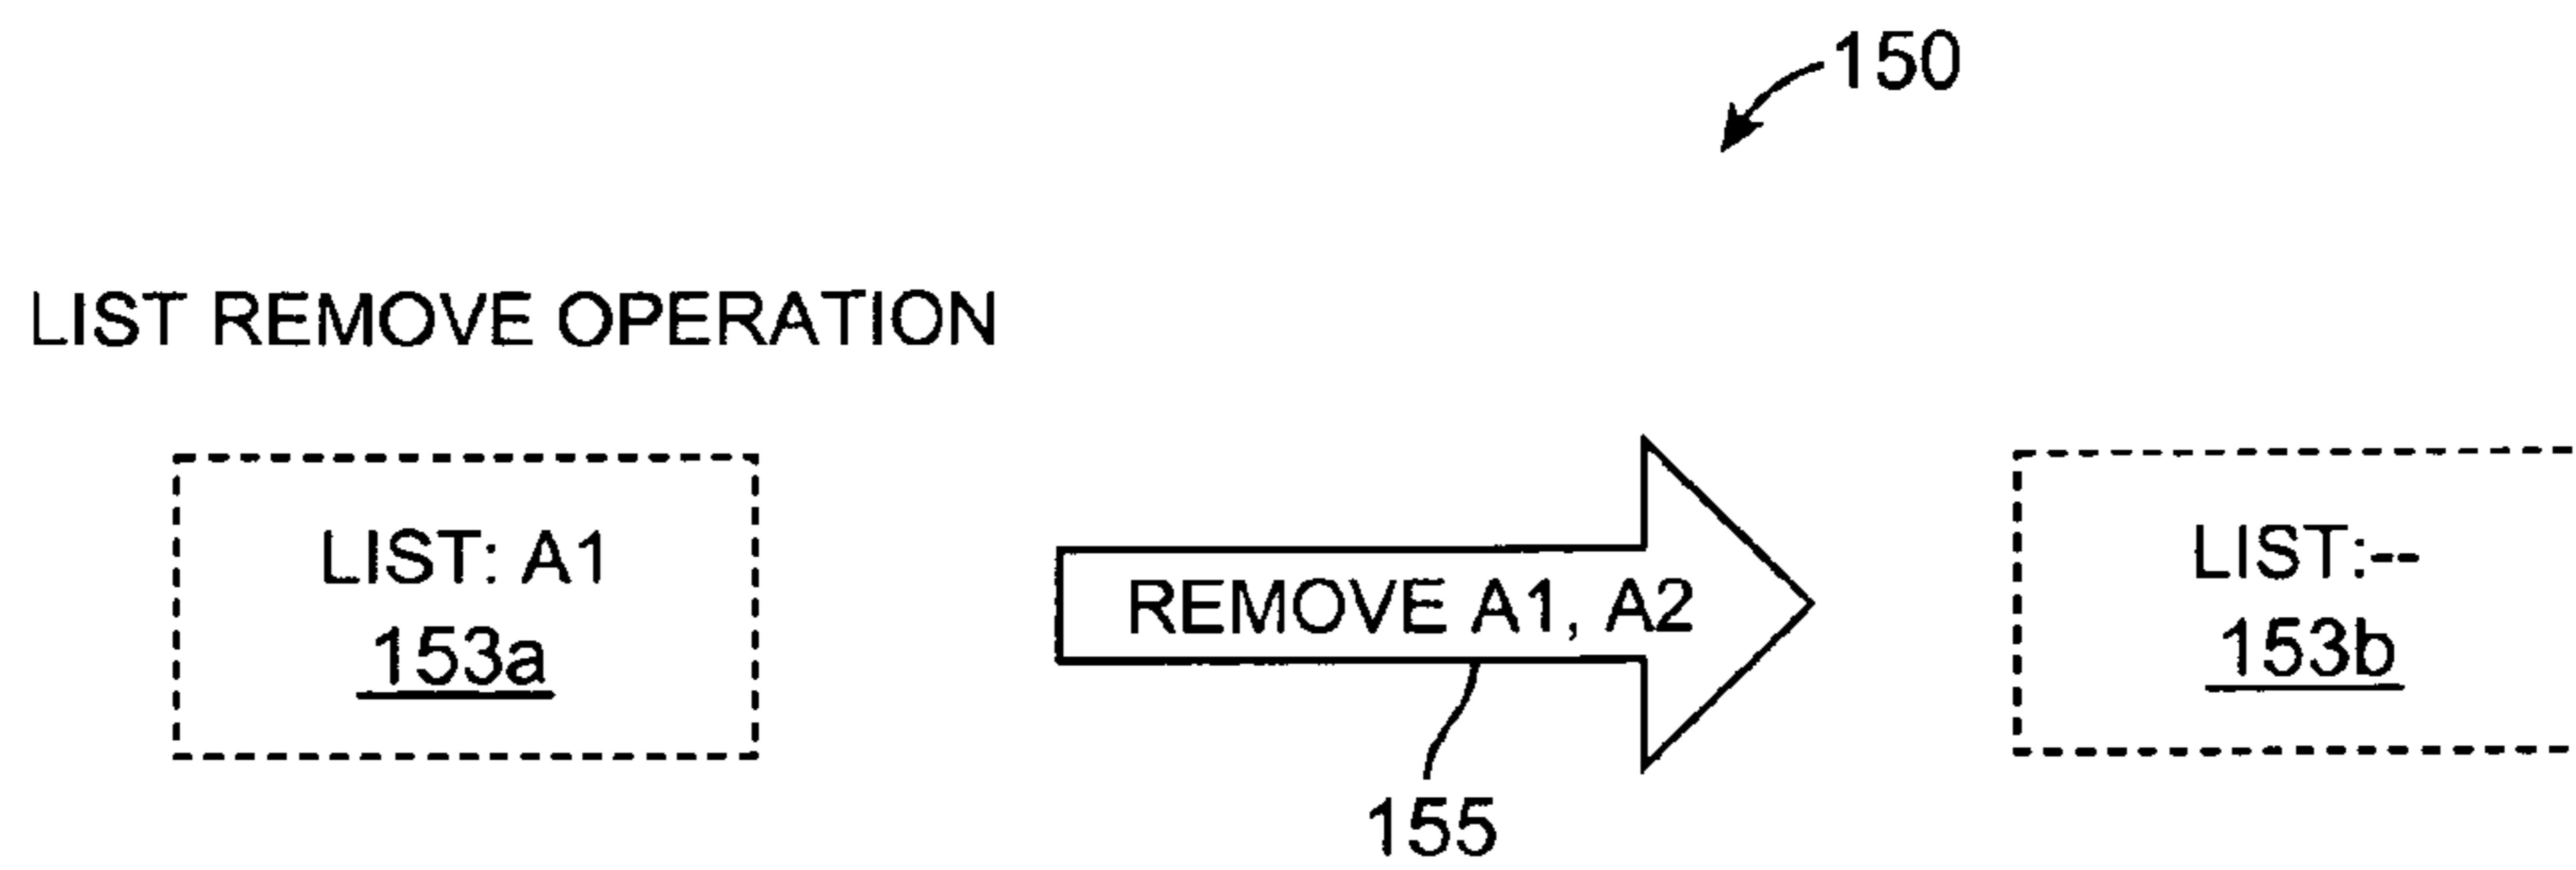 150
LIST REMOVE OPERATION
LIST: A1
153a
REMOVE A1, A2
155
LIST:--
153b